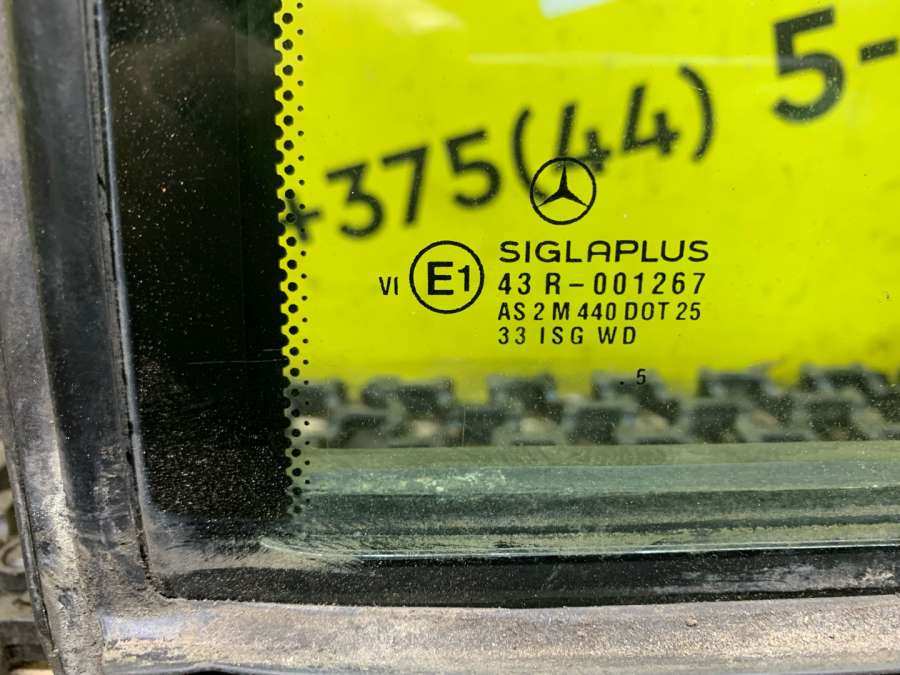 +375(44) 5-
SIGLAPLUS
VI E1 43 R-001267
AS 2 M 440 DOT 25
33 ISG WD
. 5